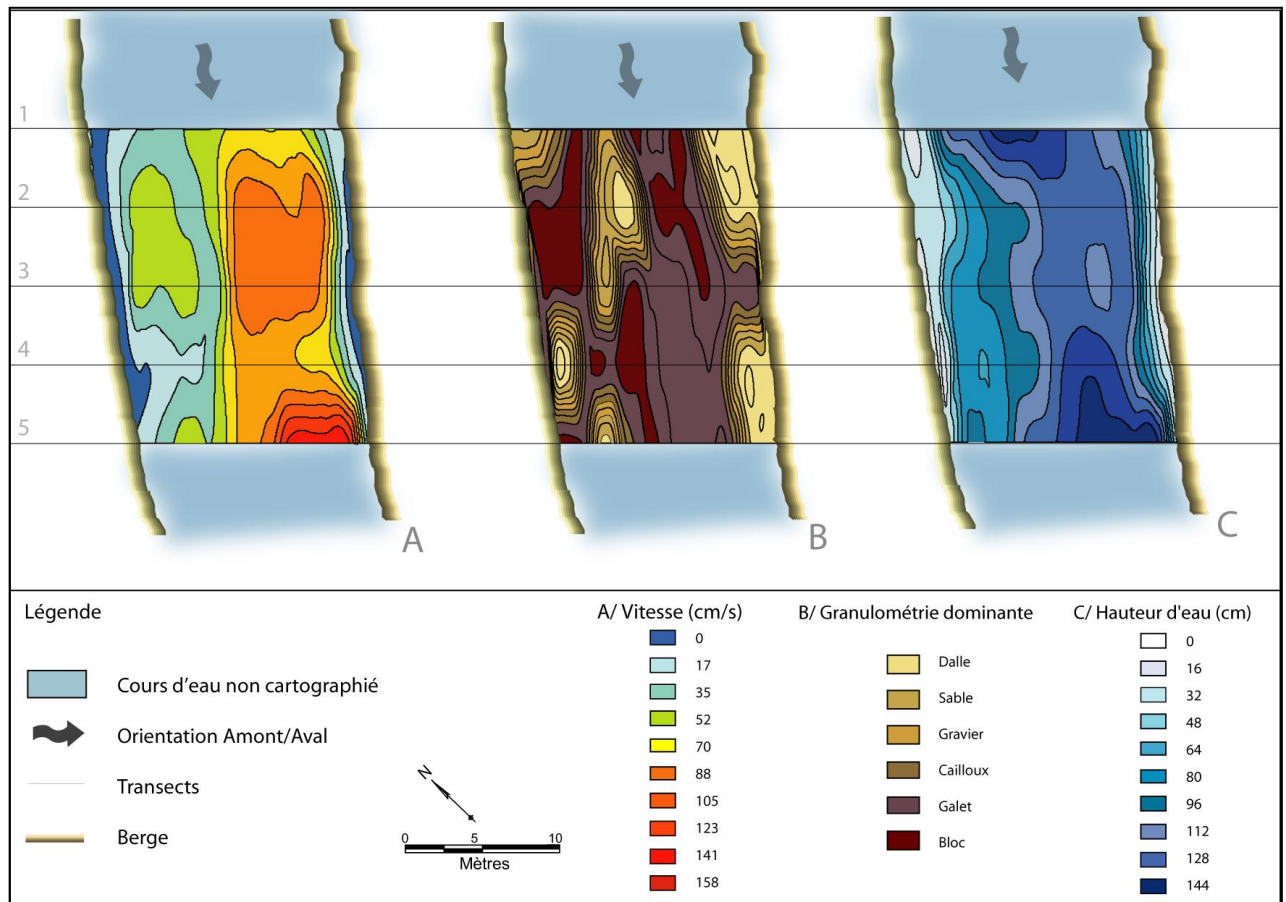 1
2
3
4
5
A
B
C
Légende
Cours d'eau non cartographié
Orientation Amont/Aval
Transects
Berge
N
0 5 10
Mètres
A/ Vitesse (cm/s)
0
17
35
52
70
88
105
123
141
158
B/ Granulométrie dominante
Dalle
Sable
Gravier
Cailloux
Galet
Bloc
C/ Hauteur d'eau (cm)
0
16
32
48
64
80
96
112
128
144